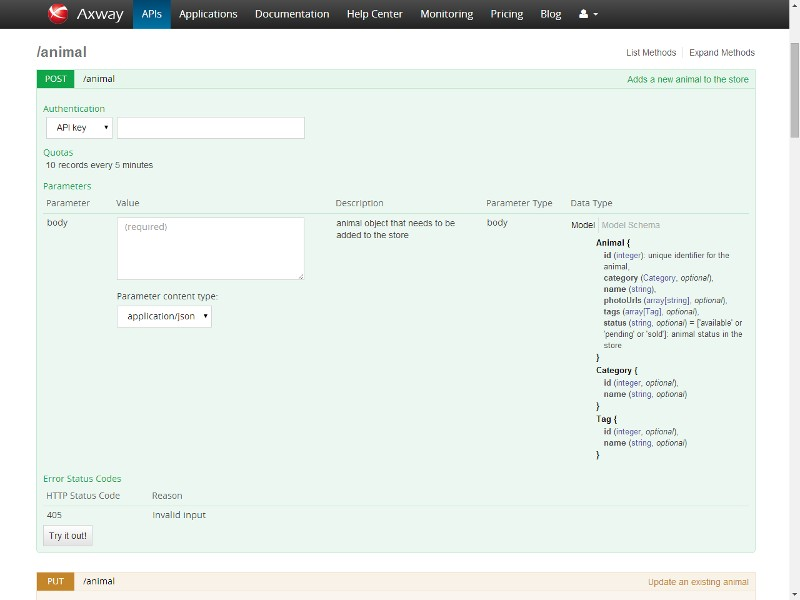 Axway APIs Applications Documentation Help Center Monitoring Pricing Blog
/animal List Methods Expand Methods
POST /animal Adds a new animal to the store
Authentication
API key
Quotas
10 records every 5 minutes
Parameters
Parameter Value Description Parameter Type Data Type
body (required) animal object that needs to be added to the store body Model Model Schema
Animal {
id (integer): unique identifier for the
animal,
category (Category, optional),
name (string),
photoUrls (array[string], optional),
tags (array[Tag], optional),
status (string, optional) = ['available' or
'pending' or 'sold']: animal status in the
store
}
Parameter content type:
application/json
Category {
id (integer, optional),
name (string, optional)
}
Tag {
id (integer, optional),
name (string, optional)
}
Error Status Codes
HTTP Status Code Reason
405 Invalid input
Try it out!
PUT /animal Update an existing animal